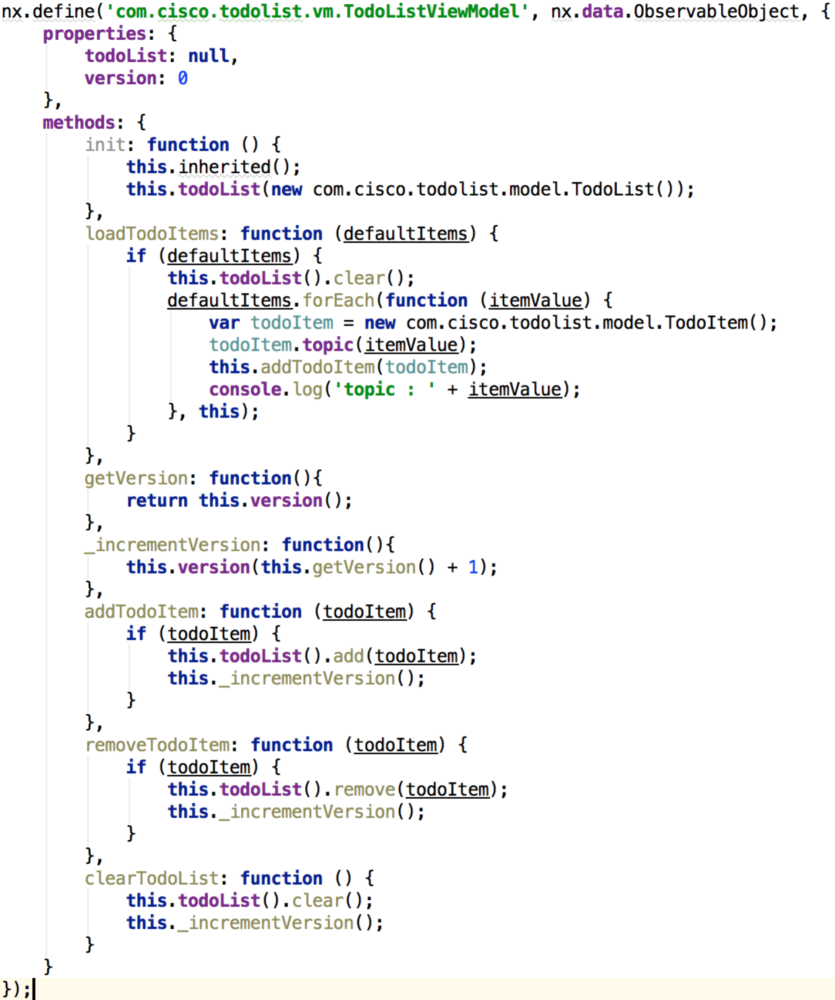 nx.define('com.cisco.todolist.vm.TodoListViewModel', nx.data.ObservableObject, {
    properties: {
        todoList: null,
        version: 0
    },
    methods: {
        init: function () {
            this.inherited();
            this.todoList(new com.cisco.todolist.model.TodoList());
        },
        loadTodoItems: function (defaultItems) {
            if (defaultItems) {
                this.todoList().clear();
                defaultItems.forEach(function (itemValue) {
                    var todoItem = new com.cisco.todolist.model.TodoItem();
                    todoItem.topic(itemValue);
                    this.addTodoItem(todoItem);
                    console.log('topic : ' + itemValue);
                }, this);
            }
        },
        getVersion: function(){
            return this.version();
        },
        _incrementVersion: function(){
            this.version(this.getVersion() + 1);
        },
        addTodoItem: function (todoItem) {
            if (todoItem) {
                this.todoList().add(todoItem);
                this._incrementVersion();
            }
        },
        removeTodoItem: function (todoItem) {
            if (todoItem) {
                this.todoList().remove(todoItem);
                this._incrementVersion();
            }
        },
        clearTodoList: function () {
            this.todoList().clear();
            this._incrementVersion();
        }
    }
});